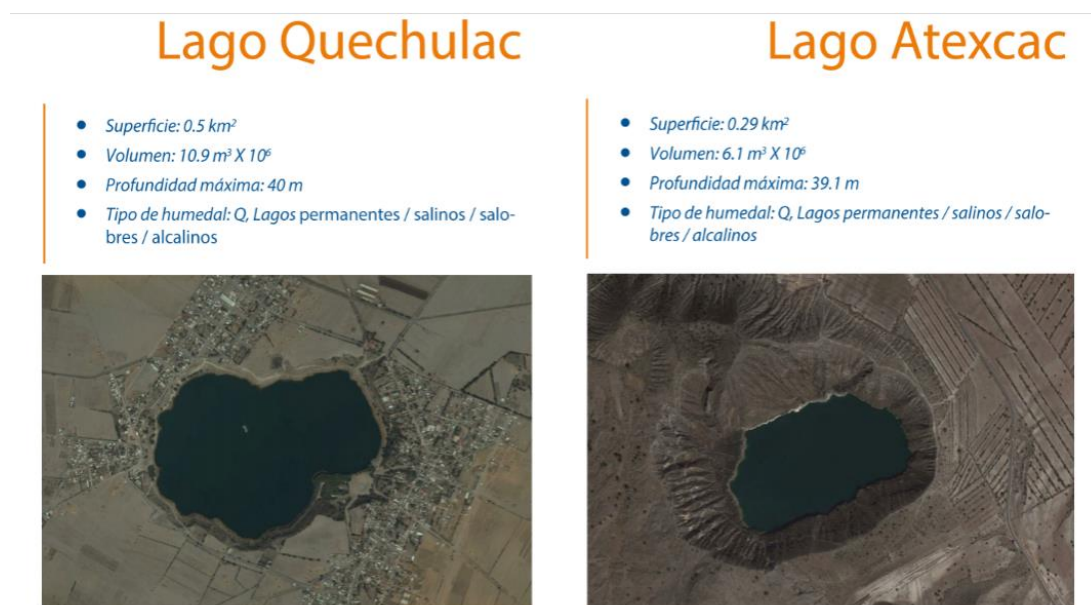 Lago Quechulac
• Superficie: 0.5 km²
• Volumen: 10.9 m³ X 10⁶
• Profundidad máxima: 40 m
• Tipo de humedal: Q, Lagos permanentes / salinos / salo-
bres / alcalinos
Lago Atexcac
• Superficie: 0.29 km²
• Volumen: 6.1 m³ X 10⁶
• Profundidad máxima: 39.1 m
• Tipo de humedal: Q, Lagos permanentes / salinos / salo-
bres / alcalinos